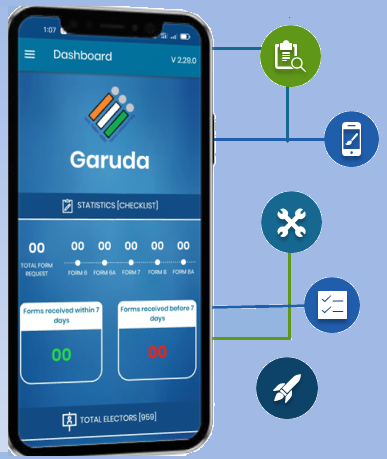 1:07
Dashboard
V 2.29.0
Garuda
STATISTICS [CHECKLIST]
00 00 00 00 00 00
TOTAL FORM REQUEST
FORM 6 FORM 6A FORM 7 FORM 8 FORM 8A
Forms received within 7 days
00
Forms received before 7 days
00
TOTAL ELECTORS [959]